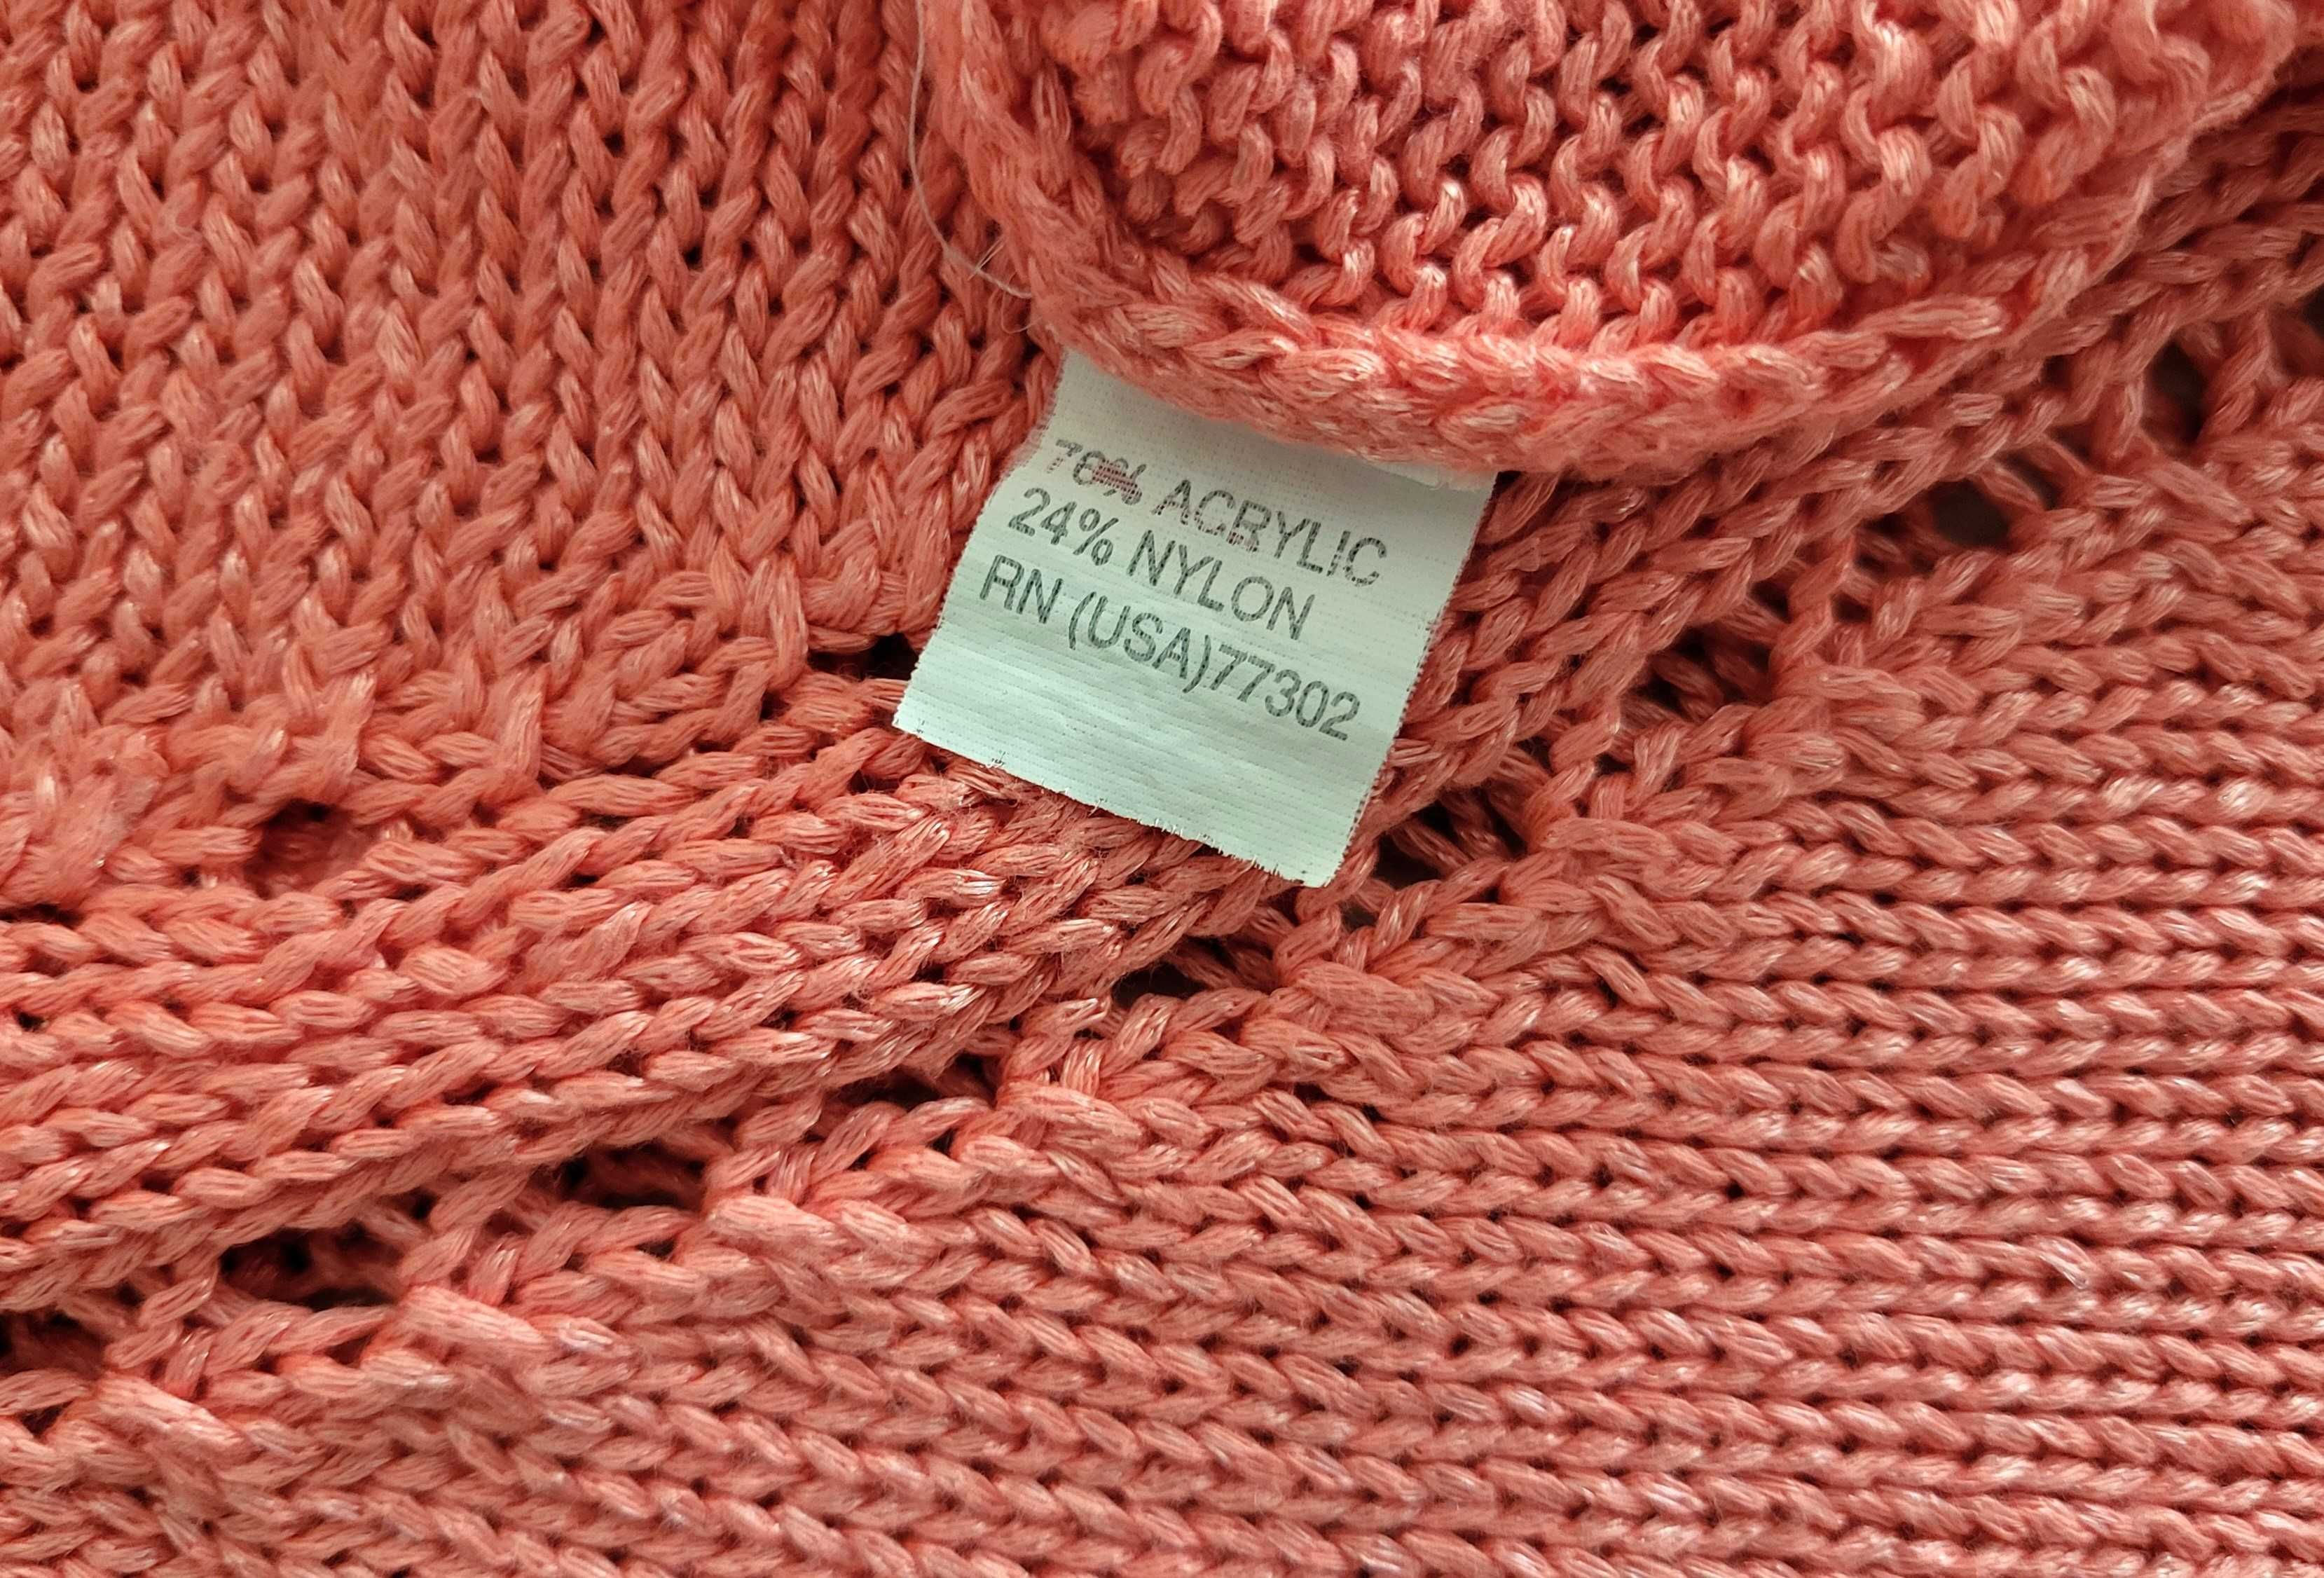 76% ACRYLIC
24% NYLON
RN (USA)77302